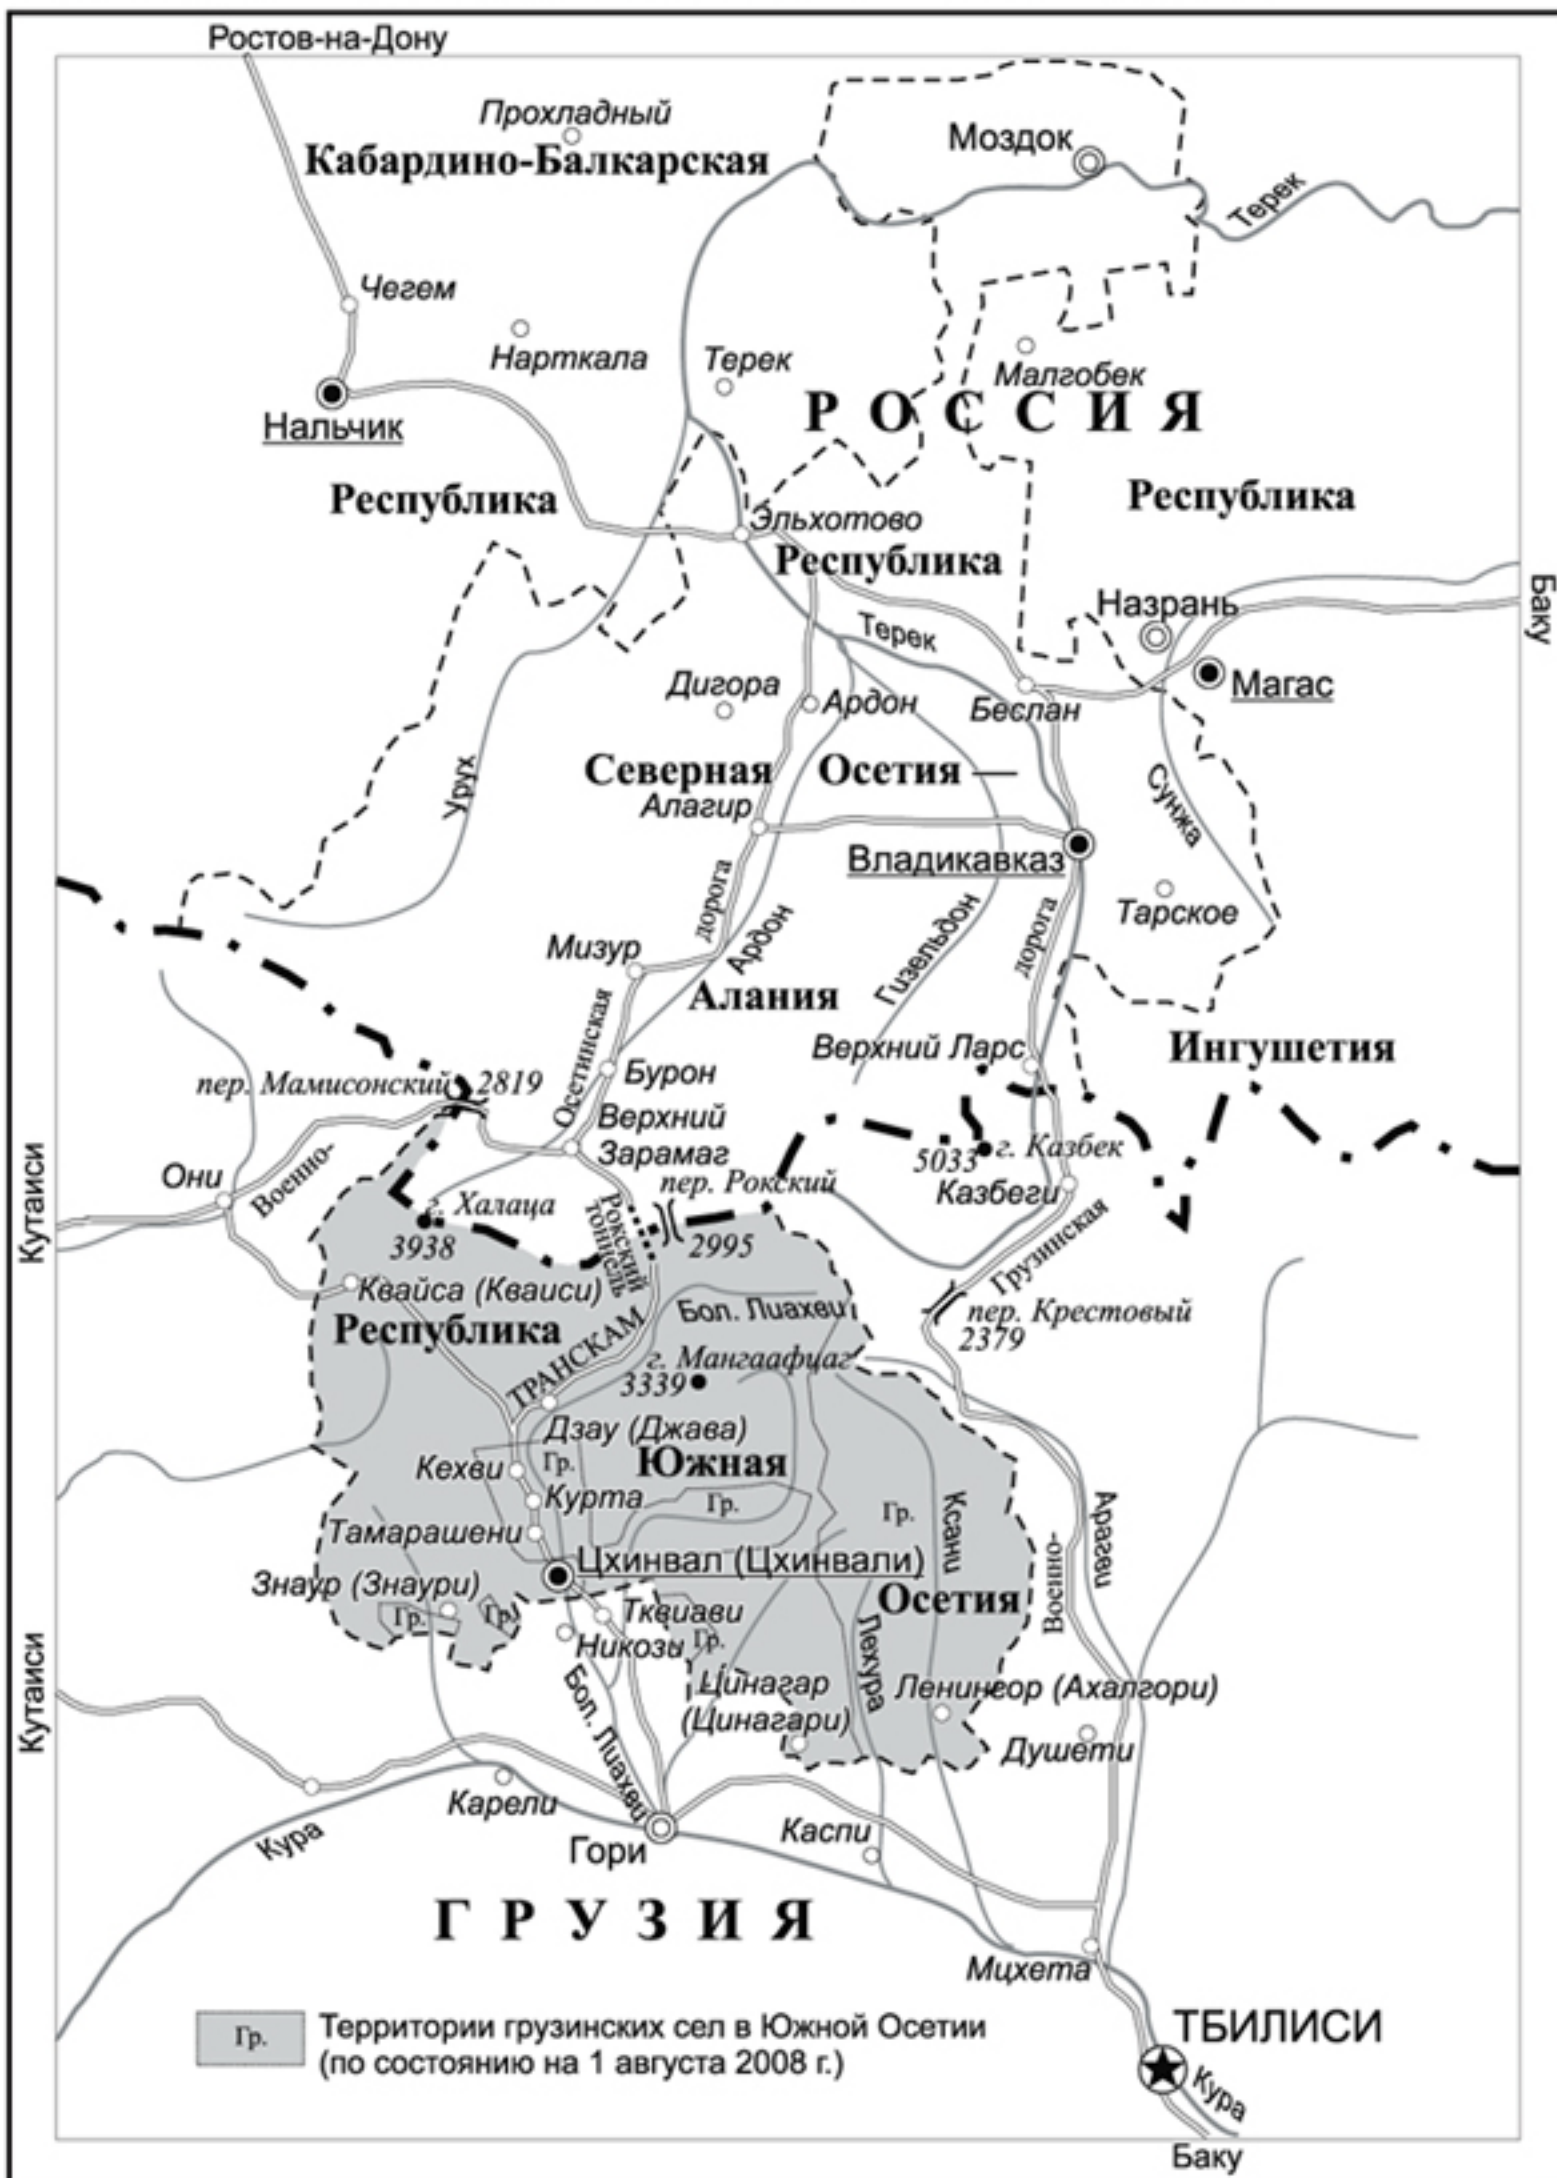 Ростов-на-Дону
Прохладный
Кабардино-Балкарская
Моздок
Терек
Чегем
Нарткала
Терек
Малгобек
РОССИЯ
Нальчик
Республика
Республика
Эльхотово
Республика
Назрань
Баку
Терек
Магас
Дигора
Ардон
Беслан
Урух
Северная Осетия —
Сунжа
Алагир
Владикавказ
дорога
Тарское
дорога
Ардон
Гизельдон
Мизур
Алания
Осетинская
Верхний Ларс
Ингушетия
Бурон
пер. Мамисонский 2819
Верхний
Зарамаг
г. Казбек
5033
Кутаиси
Они
Военно-
пер. Рокский
Казбеги
г. Халаца
3938
Рокский
тоннель
2995
Грузинская
Квайса (Кваиси)
Бол. Лиахви
пер. Крестовый
2379
Республика
ТРАНСКАМ
г. Мангаафцаг
3339
Дзау (Джава)
Южная
Кехви
Гр.
Курта
Гр.
Гр.
Ксани
Арагви
Тамарашени
Цхинвал (Цхинвали)
Военно-
Знаур (Знаури)
Осетия
Гр.
Гр.
Тквиави
Никози
Гр.
Лехура
Кутаиси
Бол. Лиахви
Цинагар
(Цинагари)
Ленингор (Ахалгори)
Душети
Карели
Кура
Гори
Каспи
ГРУЗИЯ
Мцхета
Гр.
Территории грузинских сел в Южной Осетии
(по состоянию на 1 августа 2008 г.)
ТБИЛИСИ
Кура
Баку